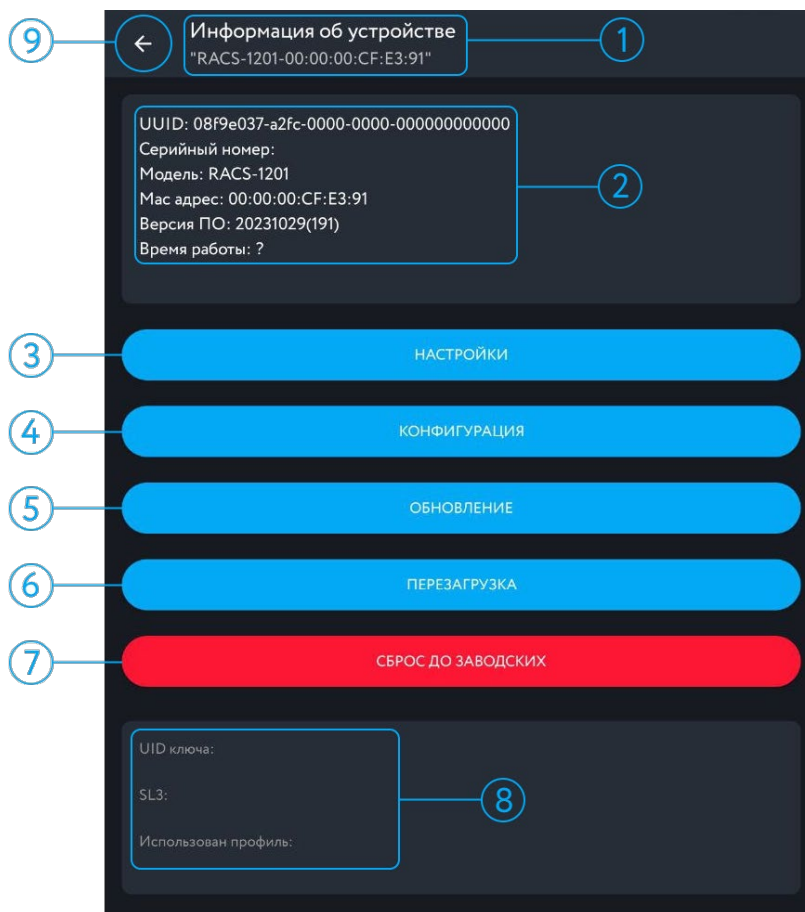 9
Информация об устройстве
"RACS-1201-00:00:00:CF:E3:91"
1
UUID: 08f9e037-a2fc-0000-0000-000000000000
Серийный номер:
Модель: RACS-1201
Mac адрес: 00:00:00:CF:E3:91
Версия ПО: 20231029(191)
Время работы: ?
2
3
НАСТРОЙКИ
4
КОНФИГУРАЦИЯ
5
ОБНОВЛЕНИЕ
6
ПЕРЕЗАГРУЗКА
7
СБРОС ДО ЗАВОДСКИХ
UID ключа:
SL3:
Использован профиль:
8